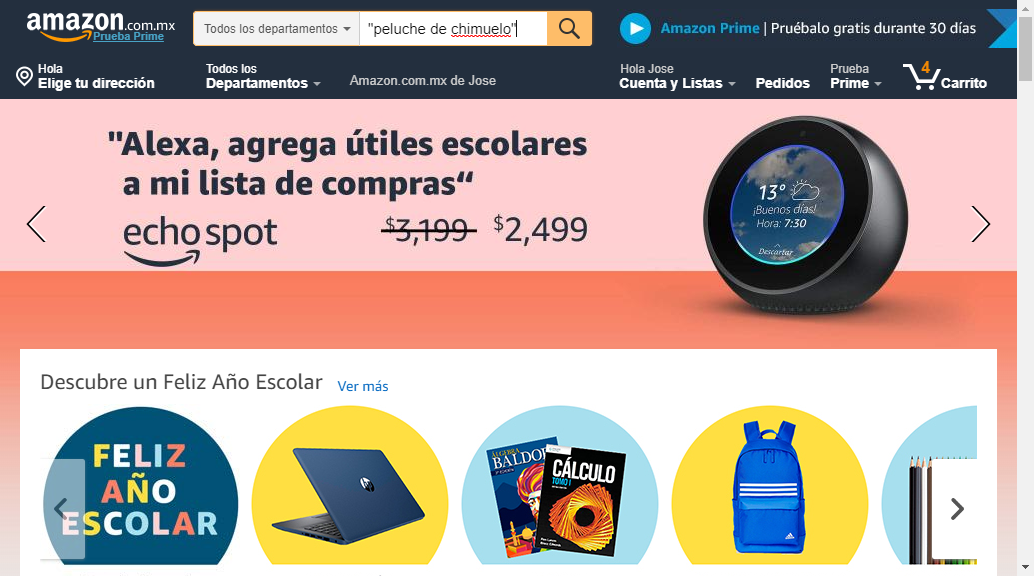 amazon.com.mx
Prueba Prime
Todos los departamentos
"peluche de chimuelo"
Amazon Prime | Pruébalo gratis durante 30 días
Hola
Elige tu dirección
Todos los
Departamentos
Amazon.com.mx de Jose
Hola Jose
Cuenta y Listas
Pedidos
Prueba
Prime
4
Carrito
"Alexa, agrega útiles escolares
a mi lista de compras“
echo spot
$3,199 $2,499
13°
¡Buenos días!
Hora: 7:30
Descartar
Descubre un Feliz Año Escolar Ver más
FELIZ
AÑO
ESCOLAR
hp
ÁLGEBRA
BALDOR
CÁLCULO
TOMO I
adidas